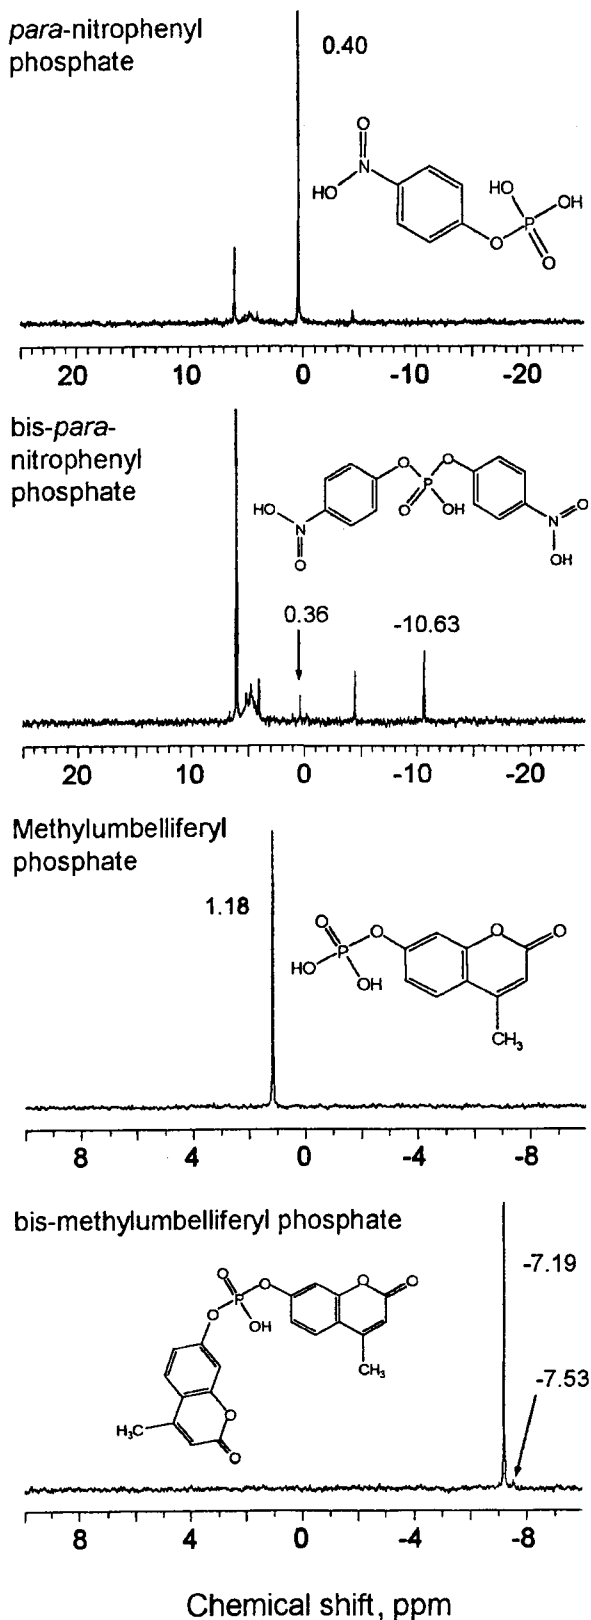 para-nitrophenyl
phosphate
0.40
O
N
HO
HO
P
OH
O
O
20 10 0 -10 -20
bis-para-
nitrophenyl
phosphate
O O
P
O OH
HO
N
O
N
O
OH
0.36
-10.63
20 10 0 -10 -20
Methylumbelliferyl
phosphate
1.18
O
O
P
HO
OH
O
O
CH3
8 4 0 -4 -8
bis-methylumbelliferyl phosphate
O
O
P
OH
O
O
O
CH3
H3C
O
O
-7.19
-7.53
8 4 0 -4 -8
Chemical shift, ppm